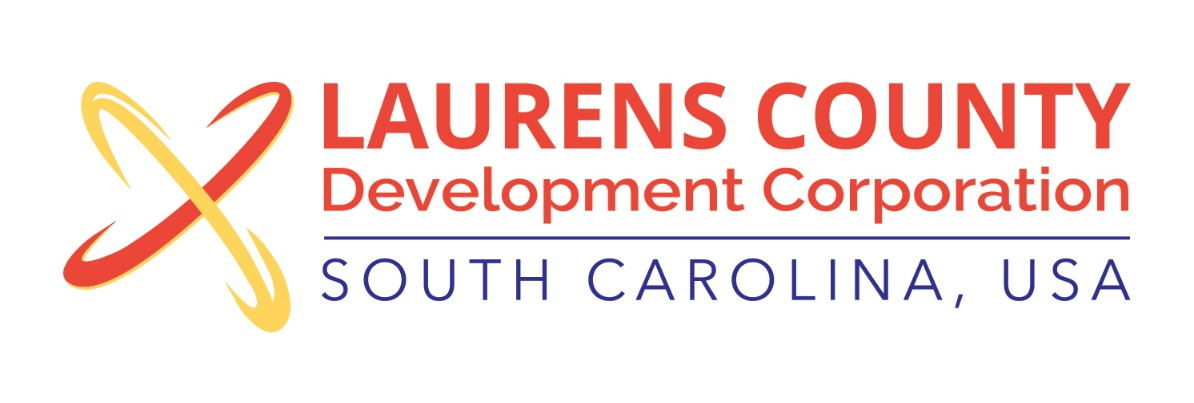 LAURENS COUNTY
Development Corporation
SOUTH CAROLINA, USA